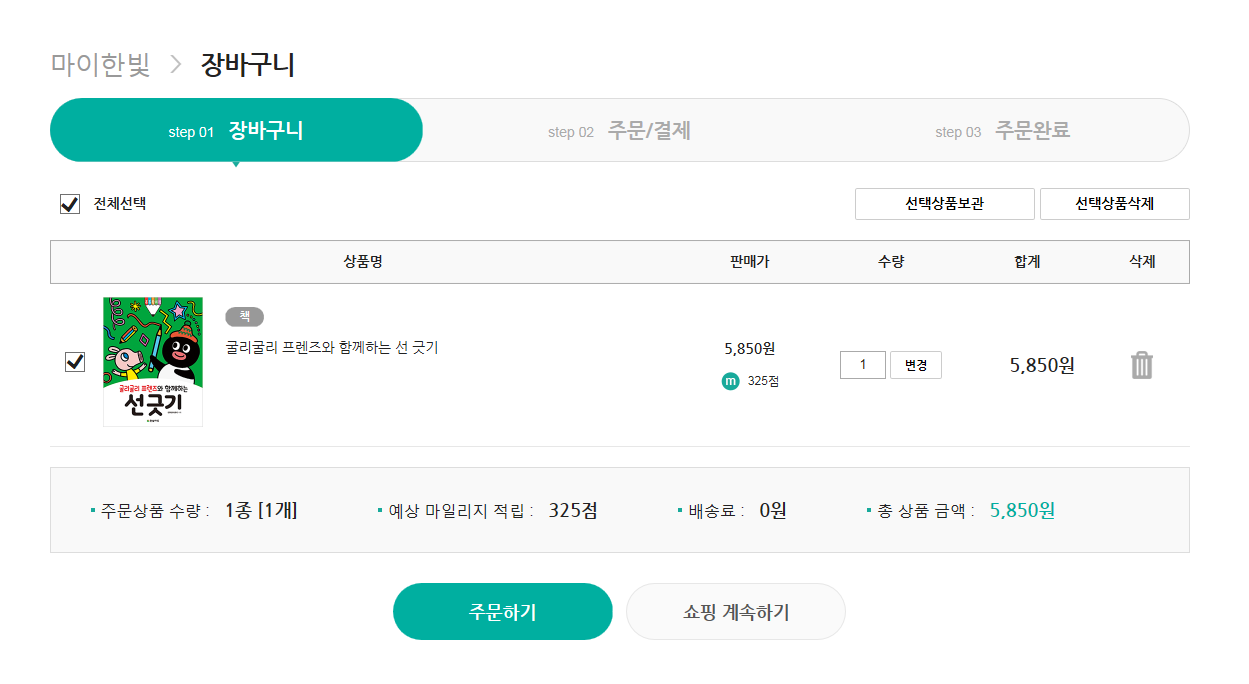 마이한빛 > 장바구니
step 01 장바구니
step 02 주문/결제
step 03 주문완료
전체선택
선택상품보관
선택상품삭제
상품명 판매가 수량 합계 삭제
굴리굴리 프렌즈와 함께하는
선 긋기
책
굴리굴리 프렌즈와 함께하는 선 긋기
5,850원
m 325점
1 변경
5,850원
주문상품 수량 : 1종 [1개] 예상 마일리지 적립 : 325점 배송료 : 0원 총 상품 금액 : 5,850원
주문하기
쇼핑 계속하기